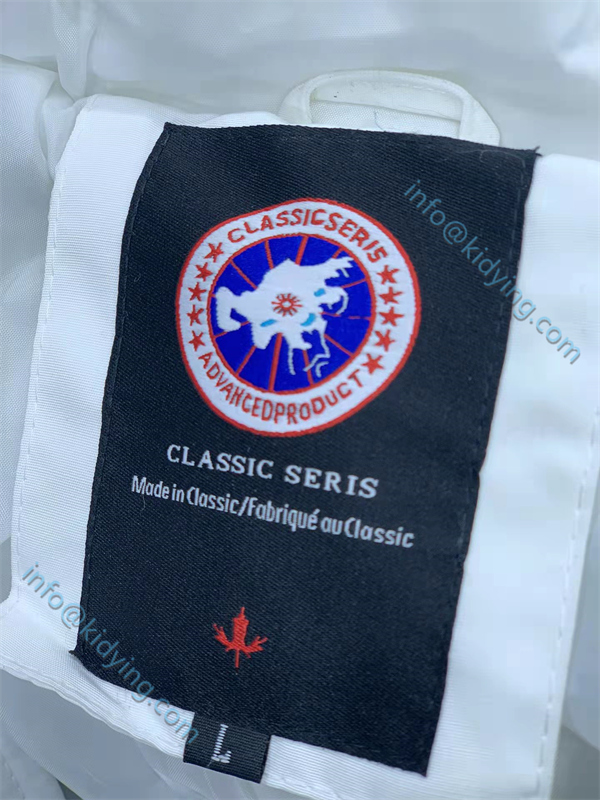 info@kidying.com
CLASSICSERIS
ADVANCEDPRODUCT
CLASSIC SERIS
Made in Classic/Fabriqué au Classic
info@kidying.com
L